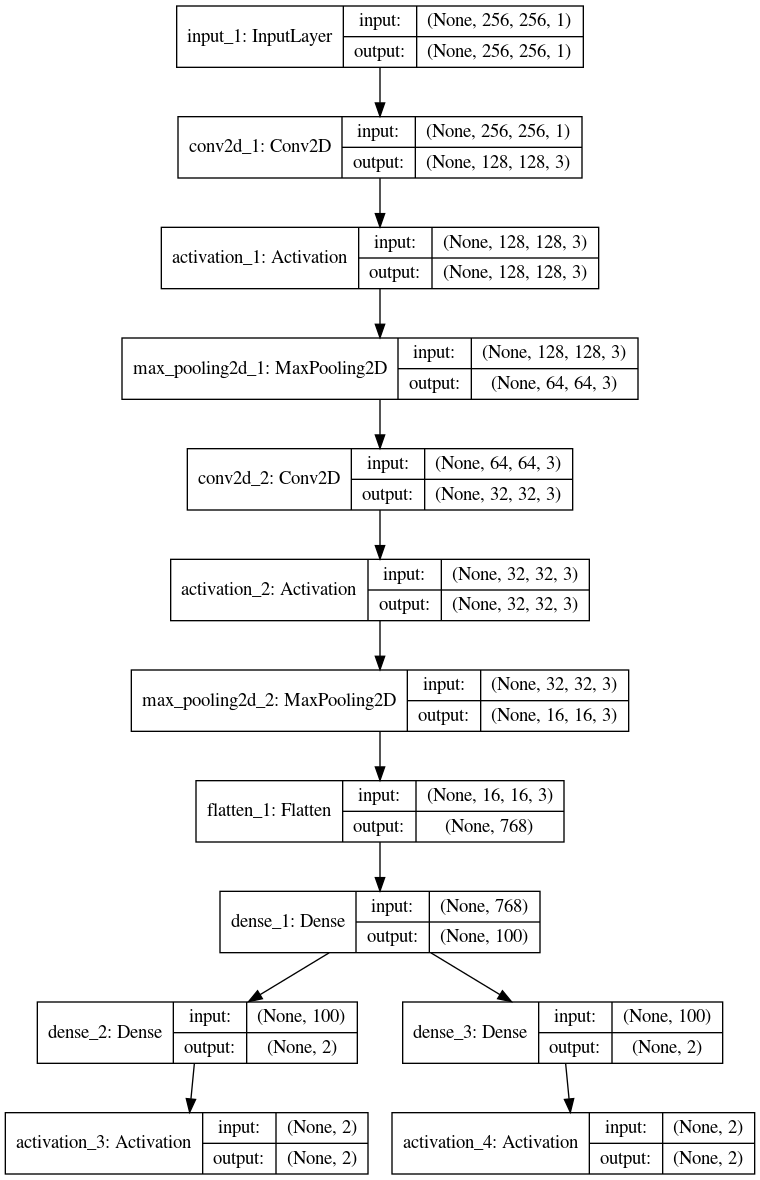 input_1: InputLayer
input: (None, 256, 256, 1)
output: (None, 256, 256, 1)
conv2d_1: Conv2D
input: (None, 256, 256, 1)
output: (None, 128, 128, 3)
activation_1: Activation
input: (None, 128, 128, 3)
output: (None, 128, 128, 3)
max_pooling2d_1: MaxPooling2D
input: (None, 128, 128, 3)
output: (None, 64, 64, 3)
conv2d_2: Conv2D
input: (None, 64, 64, 3)
output: (None, 32, 32, 3)
activation_2: Activation
input: (None, 32, 32, 3)
output: (None, 32, 32, 3)
max_pooling2d_2: MaxPooling2D
input: (None, 32, 32, 3)
output: (None, 16, 16, 3)
flatten_1: Flatten
input: (None, 16, 16, 3)
output: (None, 768)
dense_1: Dense
input: (None, 768)
output: (None, 100)
dense_2: Dense
input: (None, 100)
output: (None, 2)
dense_3: Dense
input: (None, 100)
output: (None, 2)
activation_3: Activation
input: (None, 2)
output: (None, 2)
activation_4: Activation
input: (None, 2)
output: (None, 2)